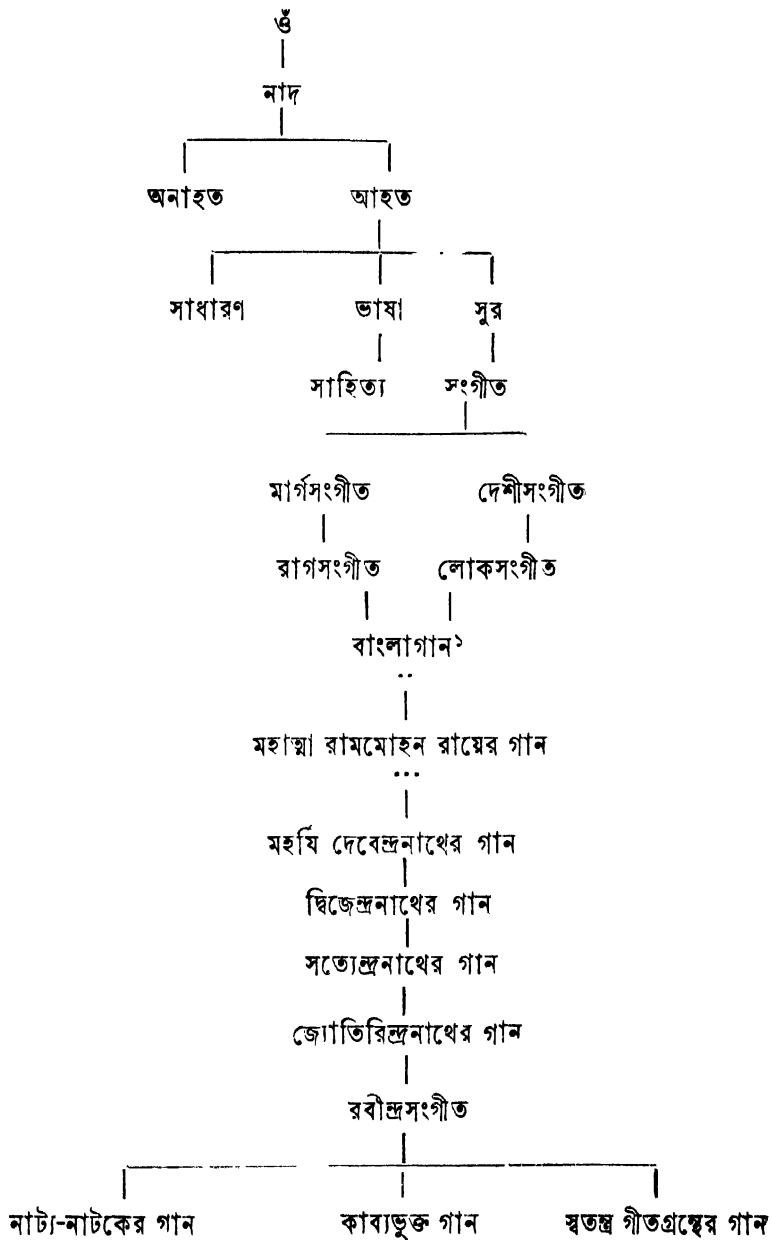 ওঁ
নাদ
অনাহত আহত
সাধারণ ভাষা সুর
সাহিত্য সংগীত
মার্গসংগীত দেশীসংগীত
রাগসংগীত লোকসংগীত
বাংলাগান১
..
মহাত্মা রামমোহন রায়ের গান
...
মহর্ষি দেবেন্দ্রনাথের গান
দ্বিজেন্দ্রনাথের গান
সত্যেন্দ্রনাথের গান
জ্যোতিরিন্দ্রনাথের গান
রবীন্দ্রসংগীত
নাট্য-নাটকের গান কাব্যভুক্ত গান স্বতন্ত্র গীতগ্রন্থের গান